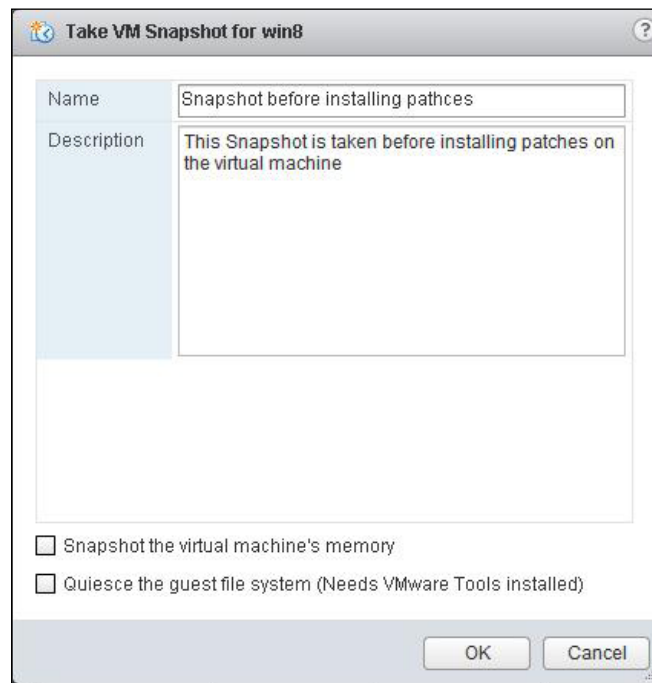 Take VM Snapshot for win8
?
Name
Snapshot before installing pathces
Description
This Snapshot is taken before installing patches on
the virtual machine
Snapshot the virtual machine's memory
Quiesce the guest file system (Needs VMware Tools installed)
OK
Cancel